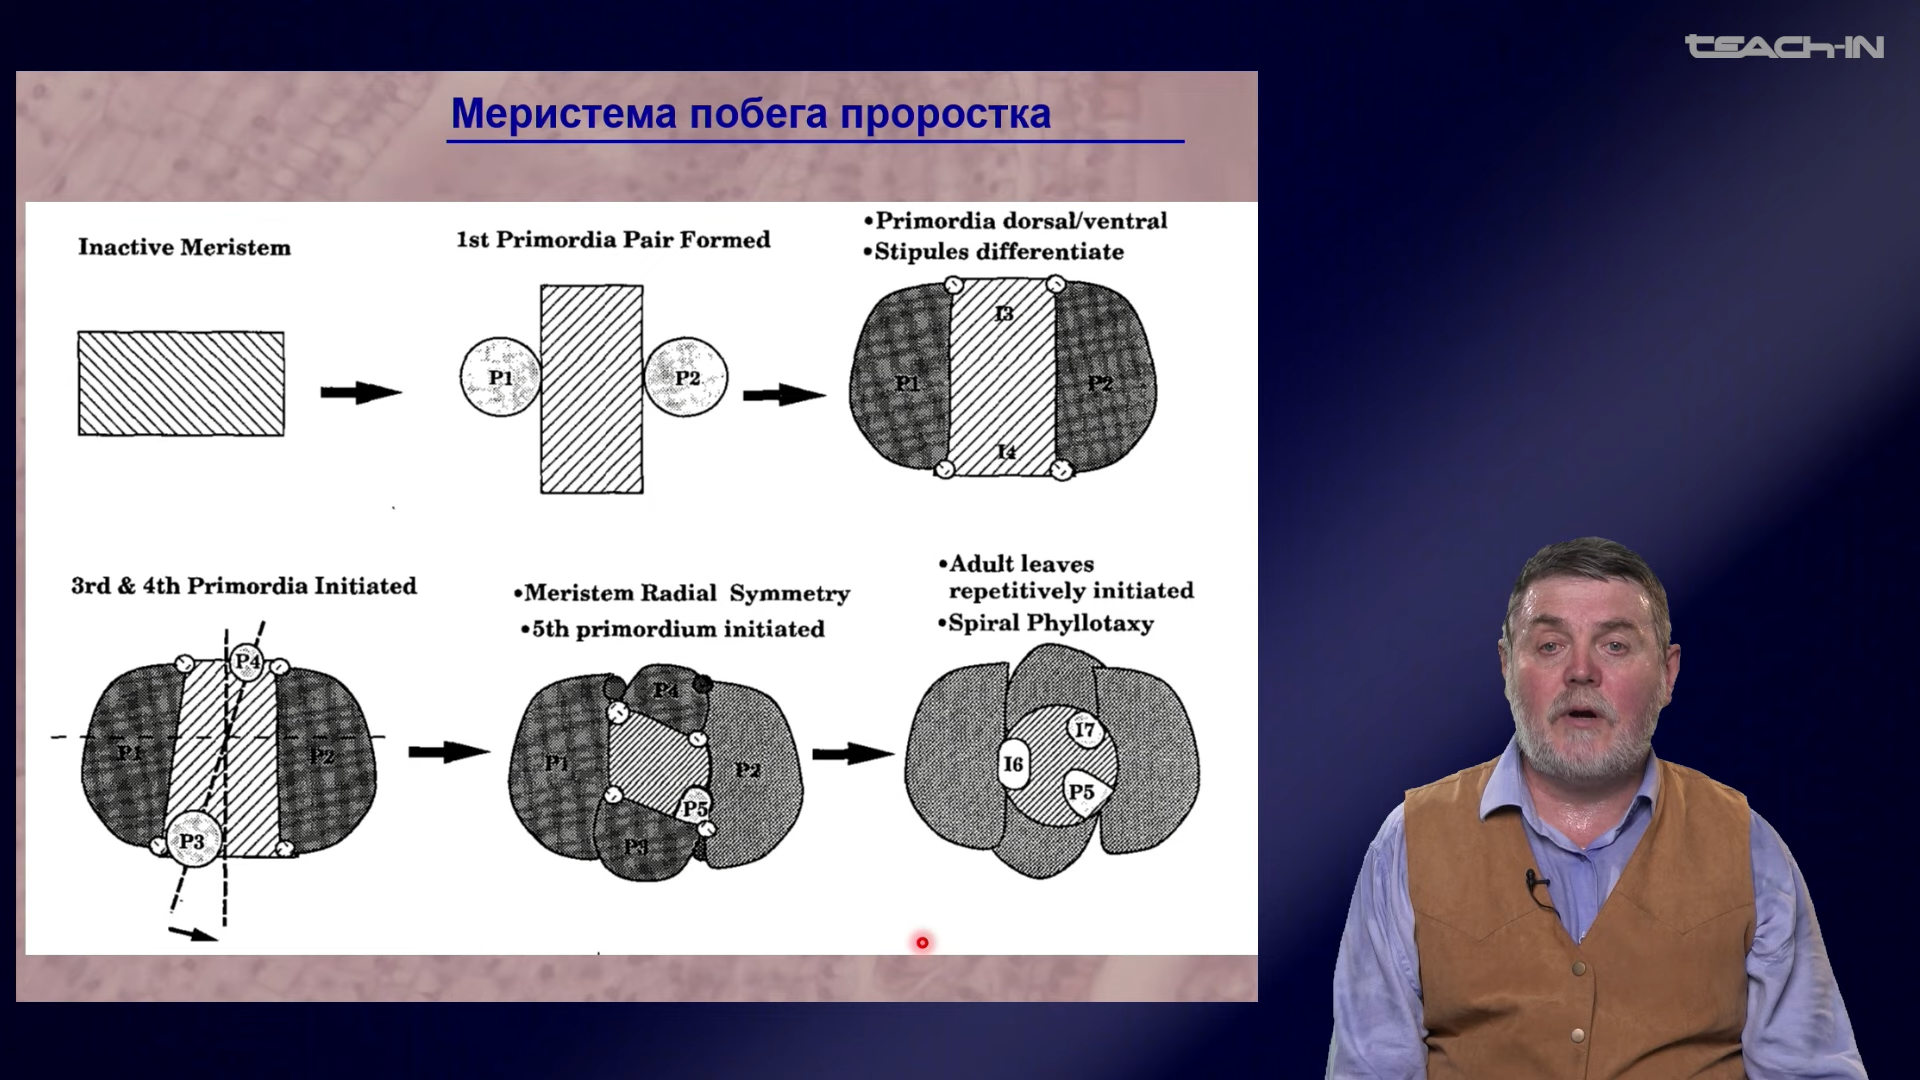 TEACH-IN
Меристема побега проростка
Inactive Meristem
1st Primordia Pair Formed
•Primordia dorsal/ventral
•Stipules differentiate
P1
P2
I3
P1
P2
I4
3rd & 4th Primordia Initiated
•Meristem Radial Symmetry
•5th primordium initiated
•Adult leaves
repetitively initiated
•Spiral Phyllotaxy
P4
P1
P2
P3
P4
P1
P2
P5
P3
I7
I6
P5